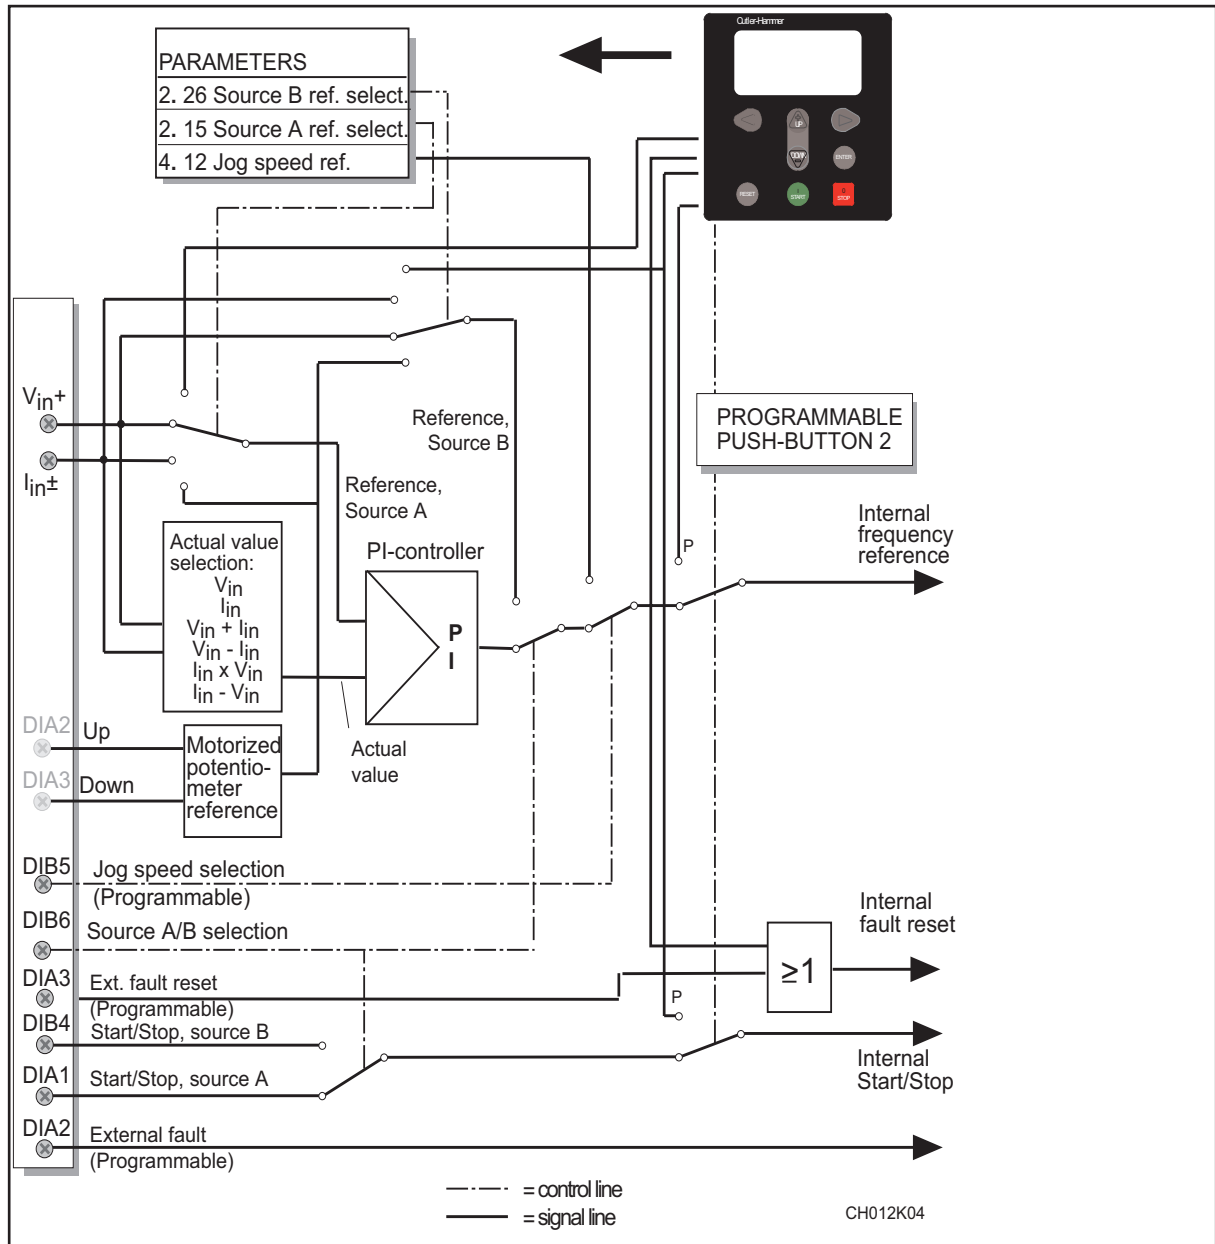 Cutler-Hammer
PARAMETERS
2. 26 Source B ref. select.
2. 15 Source A ref. select.
4. 12 Jog speed ref.
UP
DOWN
ENTER
RESET
I
START
0
STOP
Vin+
Iin±
Reference,
Source B
PROGRAMMABLE
PUSH-BUTTON 2
Reference,
Source A
Internal
frequency
reference
P
Actual value
selection:
Vin
Iin
Vin + Iin
Vin - Iin
Iin x Vin
Iin - Vin
PI-controller
P
I
DIA2
Up
DIA3
Down
Motorized
potentio-
meter
reference
Actual
value
DIB5
Jog speed selection
(Programmable)
DIB6
Source A/B selection
Internal
fault reset
≥1
DIA3
Ext. fault reset
(Programmable)
P
DIB4
Start/Stop, source B
DIA1
Start/Stop, source A
Internal
Start/Stop
DIA2
External fault
(Programmable)
= control line
= signal line
CH012K04